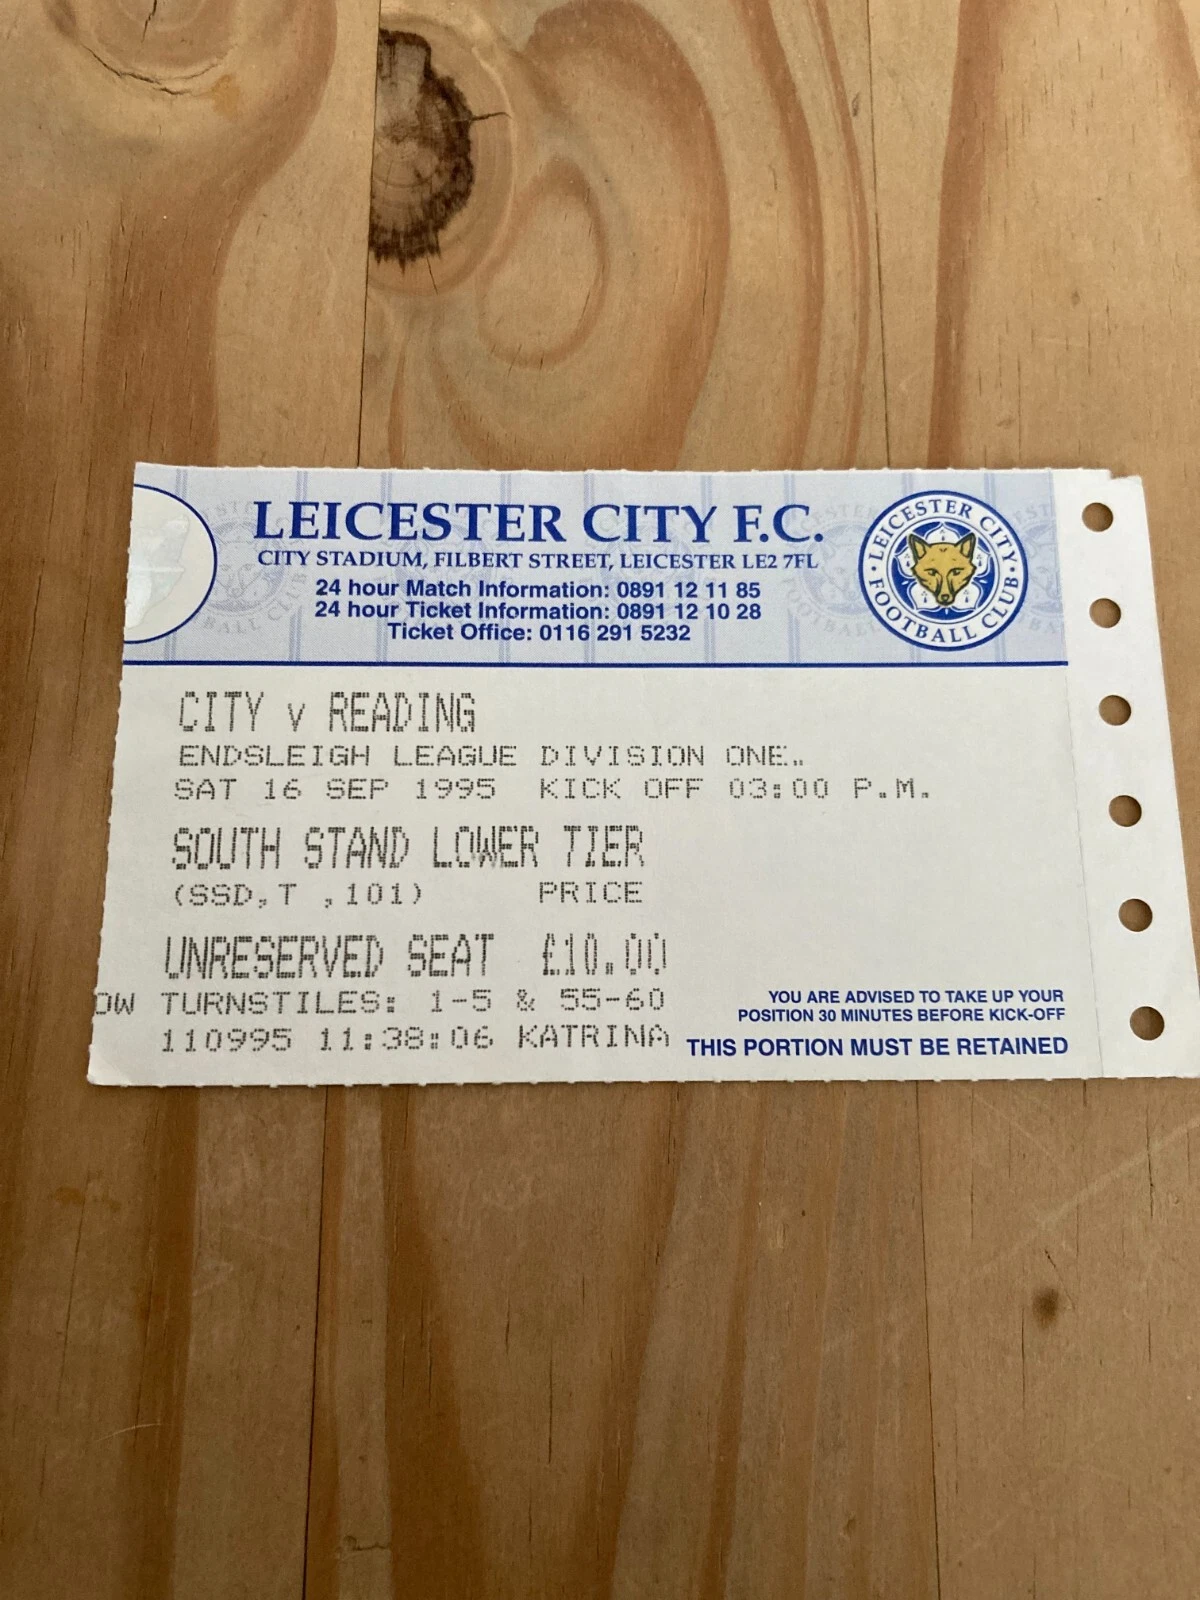 LEICESTER CITY F.C.
CITY STADIUM, FILBERT STREET, LEICESTER LE2 7FL
24 hour Match Information: 0891 12 11 85
24 hour Ticket Information: 0891 12 10 28
Ticket Office: 0116 291 5232
LEICESTER CITY
FOOTBALL CLUB
CITY v READING
ENDSLEIGH LEAGUE DIVISION ONE..
SAT 16 SEP 1995 KICK OFF 03:00 P.M.
SOUTH STAND LOWER TIER
(SSD,T ,101) PRICE
UNRESERVED SEAT £10.00
OW TURNSTILES: 1-5 & 55-60
110995 11:38:06 KATRINA
YOU ARE ADVISED TO TAKE UP YOUR
POSITION 30 MINUTES BEFORE KICK-OFF
THIS PORTION MUST BE RETAINED